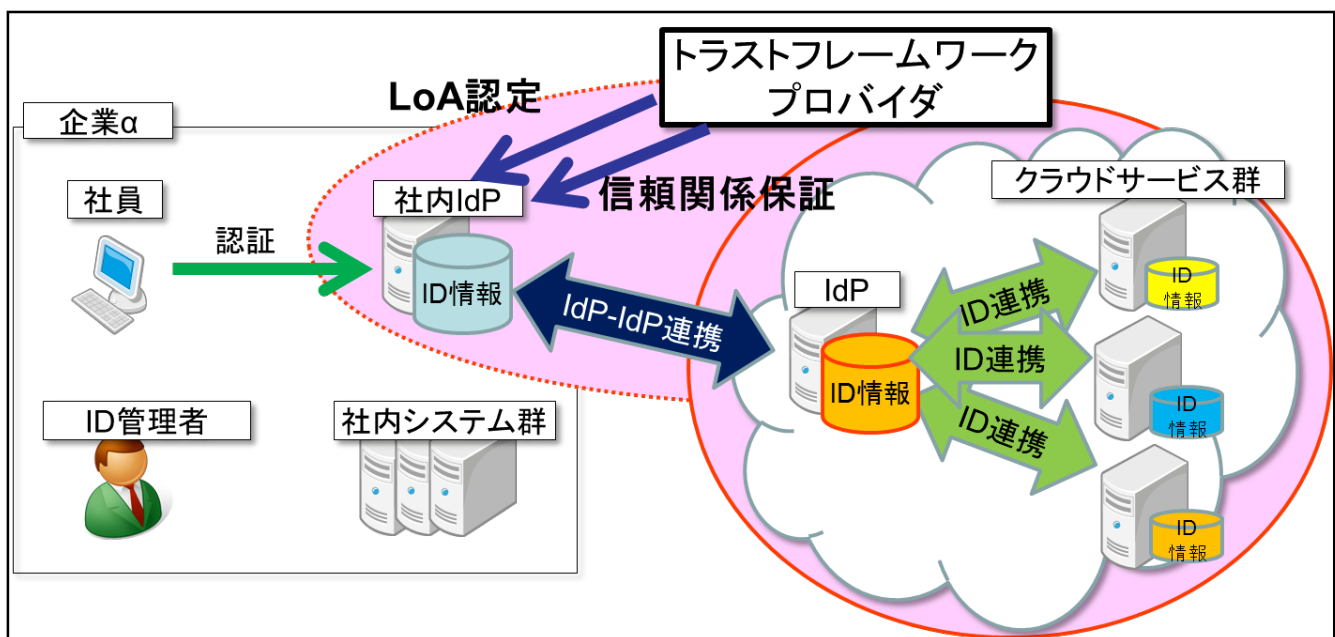 トラストフレームワーク
プロバイダ
LoA認定
企業α
社員
社内IdP
信頼関係保証
クラウドサービス群
認証
ID情報
IdP-IdP連携
IdP
ID情報
ID連携
ID連携
ID連携
ID
情報
ID
情報
ID
情報
ID管理者
社内システム群